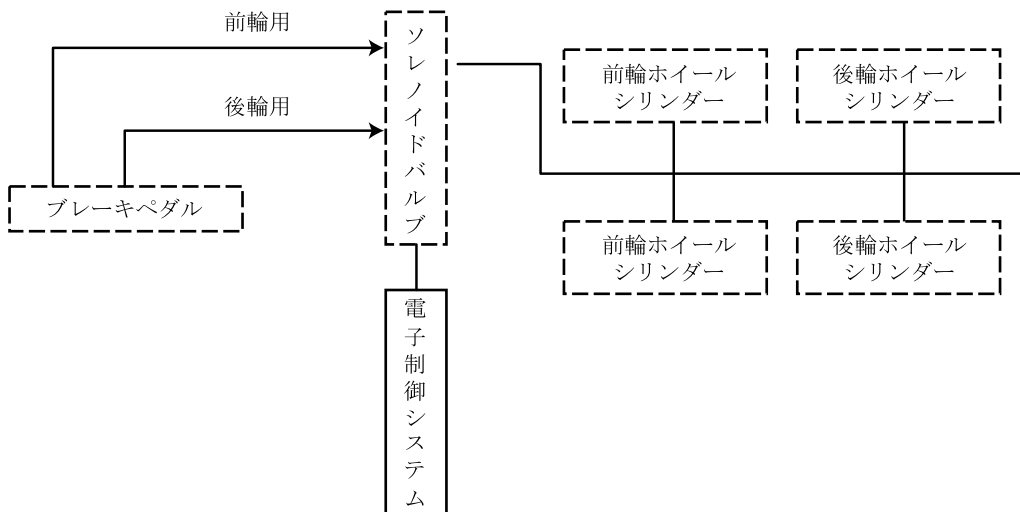 前輪用
後輪用
ブレーキペダル
ソレノイドバルブ
電子制御システム
前輪ホイール
シリンダー
後輪ホイール
シリンダー
前輪ホイール
シリンダー
後輪ホイール
シリンダー